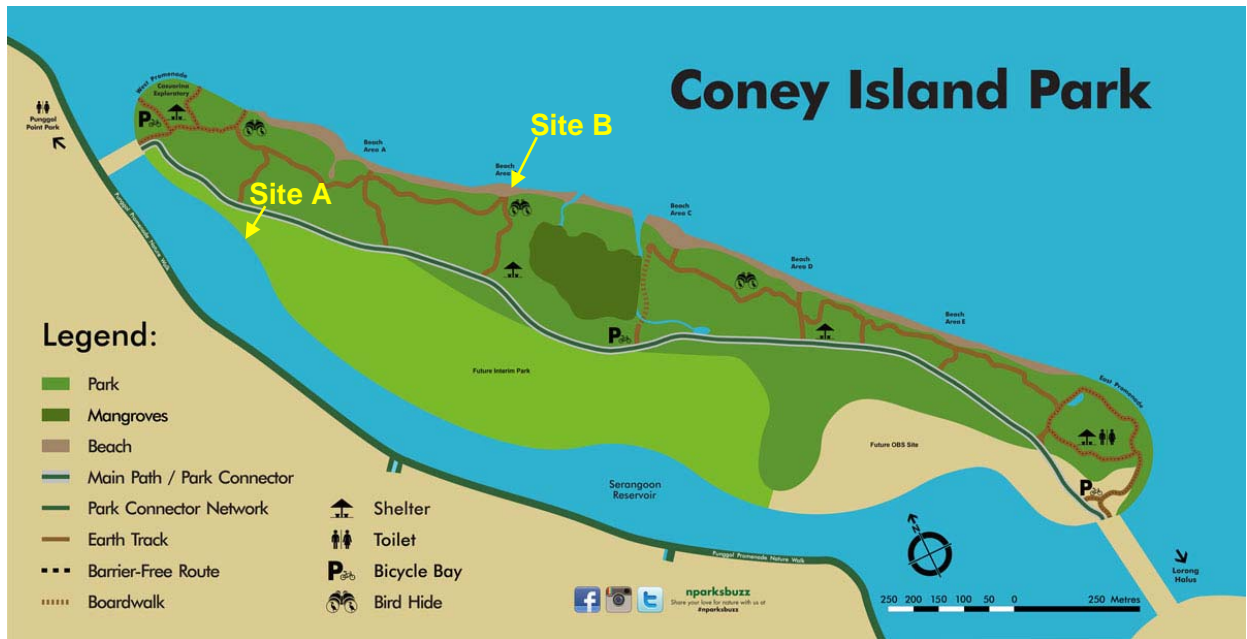 Coney Island Park
West Promenade
Casuarina
Exploratory
P
Punggol
Point Park
Site B
Beach
Area A
Beach
Area
Site A
Beach
Area C
Beach
Area D
Beach
Area E
East Promenade
Punggol Promenade Nature Walk
P
Future Interim Park
Future OBS Site
P
Serangoon
Reservoir
Punggol Promenade Nature Walk
Lorong
Halus
Legend:
Park
Mangroves
Beach
Main Path / Park Connector
Park Connector Network
Earth Track
Barrier-Free Route
Boardwalk
Shelter
Toilet
P Bicycle Bay
Bird Hide
nparksbuzz
Share your love for nature with us at
#nparksbuzz
N
250 200 150 100 50 0 250 Metres